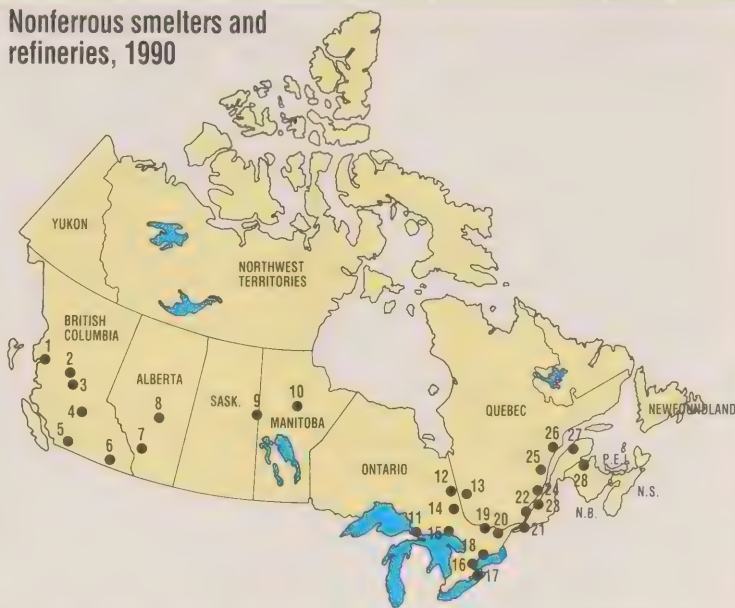 Nonferrous smelters and
refineries, 1990
YUKON
NORTHWEST
TERRITORIES
BRITISH
COLUMBIA
1
2
3
ALBERTA
8
SASK.
9
10
MANITOBA
4
5
6
7
QUEBEC
NEWFOUNDLAND
ONTARIO
26
27
25
P.E.I.
28
12
13
24
N.S.
14
22
23
N.B.
11
15
19
20
21
18
16
17